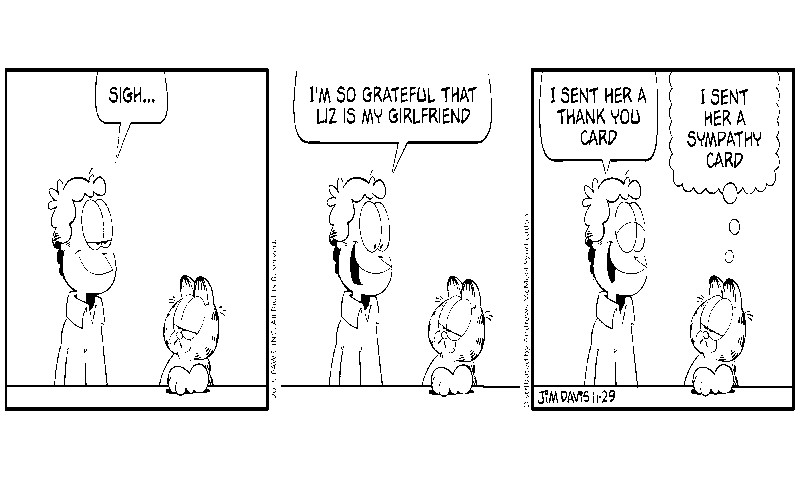 SIGH...
I'M SO GRATEFUL THAT
LIZ IS MY GIRLFRIEND
I SENT HER A
THANK YOU
CARD
I SENT
HER A
SYMPATHY
CARD
JIM DAVIS 11-29